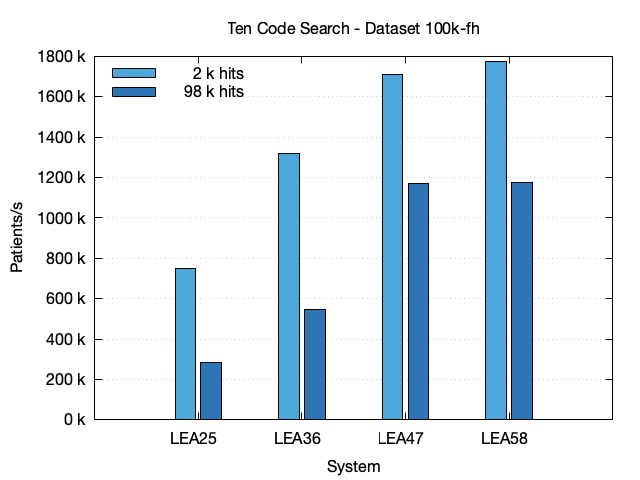 Ten Code Search - Dataset 100k-fh
1800 k
1600 k
1400 k
1200 k
1000 k
800 k
600 k
400 k
200 k
0 k
2 k hits
98 k hits
Patients/s
LEA25 LEA36 LEA47 LEA58
System